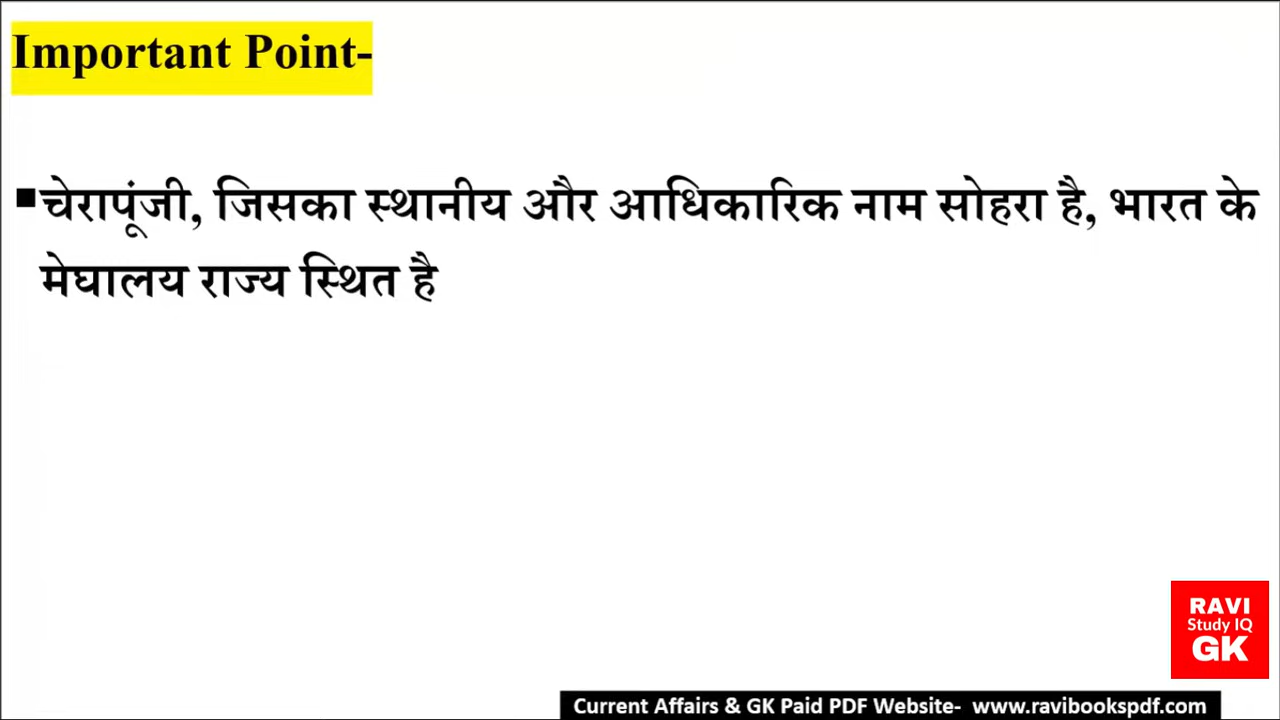 Important Point-
▪चेरापूंजी, जिसका स्थानीय और आधिकारिक नाम सोहरा है, भारत के
मेघालय राज्य स्थित है
RAVI
Study IQ
GK
Current Affairs & GK Paid PDF Website- www.ravibookspdf.com